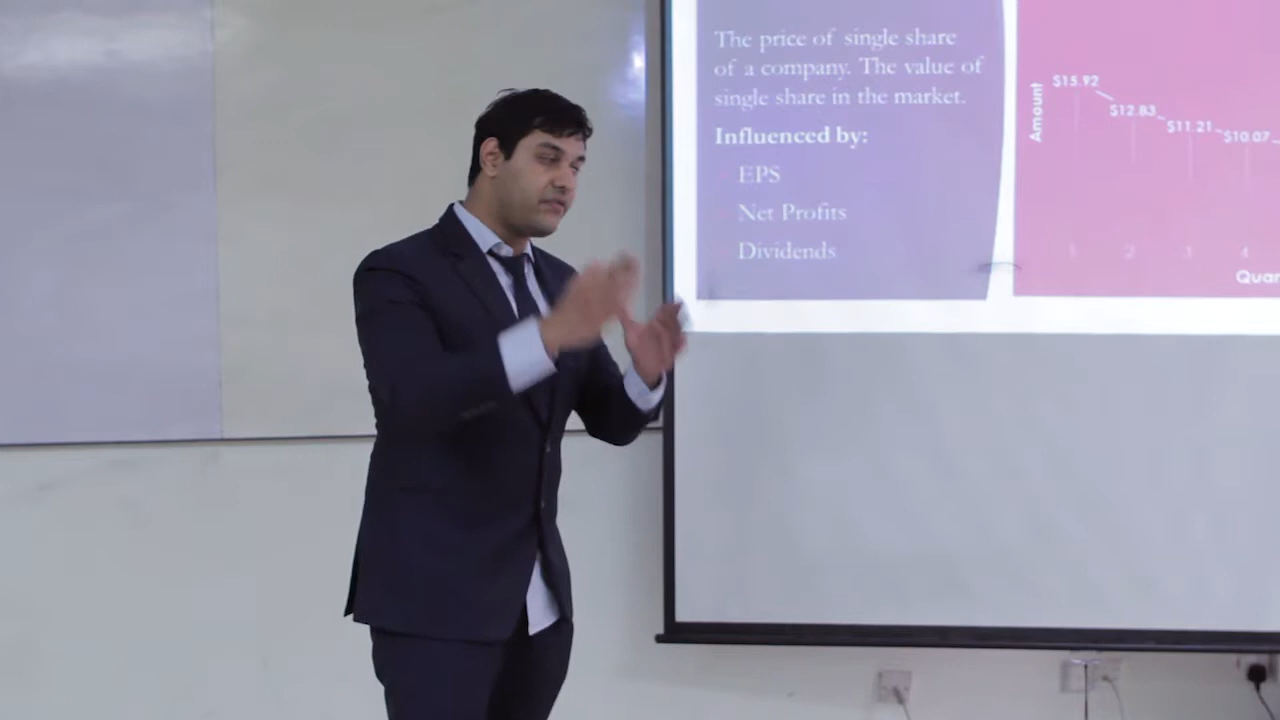 The price of single share
of a company. The value of
single share in the market.
Influenced by:
EPS
Net Profits
Dividends
Amount
$15.92
$12.83
$11.21
$10.07
1 2 3 4